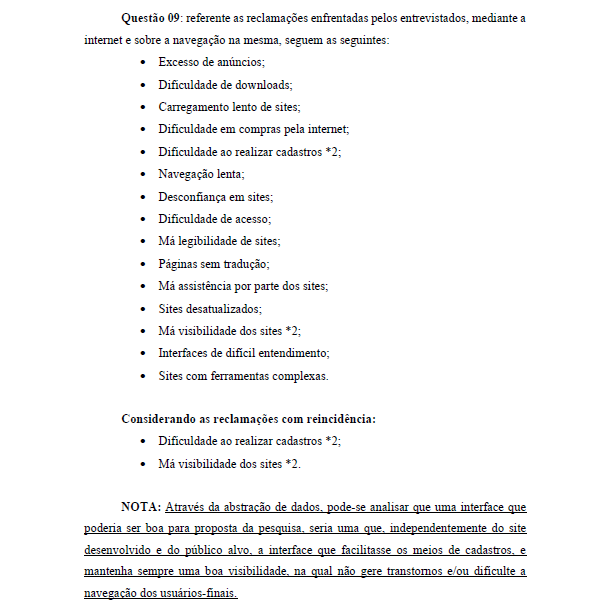 Questão 09: referente as reclamações enfrentadas pelos entrevistados, mediante a
internet e sobre a navegação na mesma, seguem as seguintes:
• Excesso de anúncios;
• Dificuldade de downloads;
• Carregamento lento de sites;
• Dificuldade em compras pela internet;
• Dificuldade ao realizar cadastros *2;
• Navegação lenta;
• Desconfiança em sites;
• Dificuldade de acesso;
• Má legibilidade de sites;
• Páginas sem tradução;
• Má assistência por parte dos sites;
• Sites desatualizados;
• Má visibilidade dos sites *2;
• Interfaces de difícil entendimento;
• Sites com ferramentas complexas.
Considerando as reclamações com reincidência:
• Dificuldade ao realizar cadastros *2;
• Má visibilidade dos sites *2.
NOTA: Através da abstração de dados, pode-se analisar que uma interface que
poderia ser boa para proposta da pesquisa, seria uma que, independentemente do site
desenvolvido e do público alvo, a interface que facilitasse os meios de cadastros, e
mantenha sempre uma boa visibilidade, na qual não gere transtornos e/ou dificulte a
navegação dos usuários-finais.